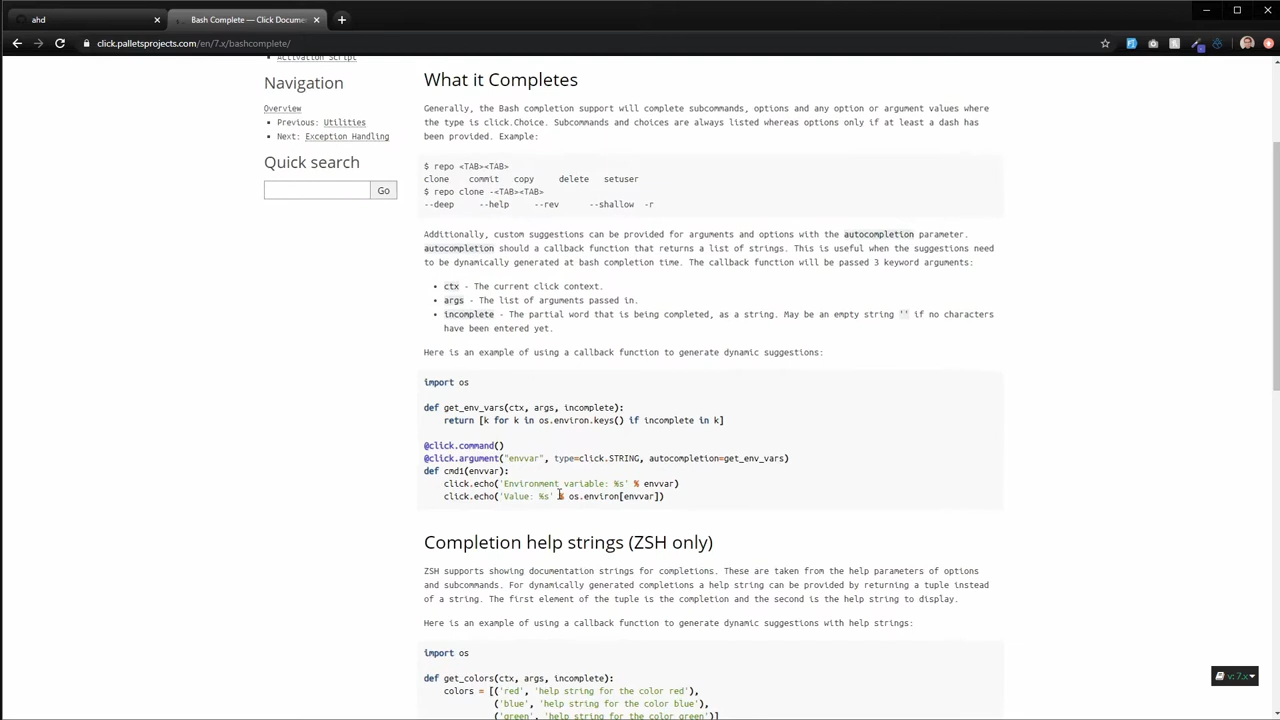 ahd
Bash Complete — Click Docume
click.palletsprojects.com/en/7.x/bashcomplete/
Activation Script
Navigation
Overview
Previous: Utilities
Next: Exception Handling
Quick search
Go
What it Completes
Generally, the Bash completion support will complete subcommands, options and any option or argument values where
the type is click.Choice. Subcommands and choices are always listed whereas options only if at least a dash has
been provided. Example:
$ repo <TAB><TAB>
clone commit copy delete setuser
$ repo clone -<TAB><TAB>
--deep --help --rev --shallow -r
Additionally, custom suggestions can be provided for arguments and options with the autocompletion parameter.
autocompletion should a callback function that returns a list of strings. This is useful when the suggestions need
to be dynamically generated at bash completion time. The callback function will be passed 3 keyword arguments:
ctx - The current click context.
args - The list of arguments passed in.
incomplete - The partial word that is being completed, as a string. May be an empty string '' if no characters
have been entered yet.
Here is an example of using a callback function to generate dynamic suggestions:
import os
def get_env_vars(ctx, args, incomplete):
return [k for k in os.environ.keys() if incomplete in k]
@click.command()
@click.argument("envvar", type=click.STRING, autocompletion=get_env_vars)
def cmd1(envvar):
click.echo('Environment variable: %s' % envvar)
click.echo('Value: %s' % os.environ[envvar])
Completion help strings (ZSH only)
ZSH supports showing documentation strings for completions. These are taken from the help parameters of options
and subcommands. For dynamically generated completions a help string can be provided by returning a tuple instead
of a string. The first element of the tuple is the completion and the second is the help string to display.
Here is an example of using a callback function to generate dynamic suggestions with help strings:
import os
def get_colors(ctx, args, incomplete):
colors = [('red', 'help string for the color red'),
('blue', 'help string for the color blue'),
('green', 'help string for the color green')]
v: 7.x